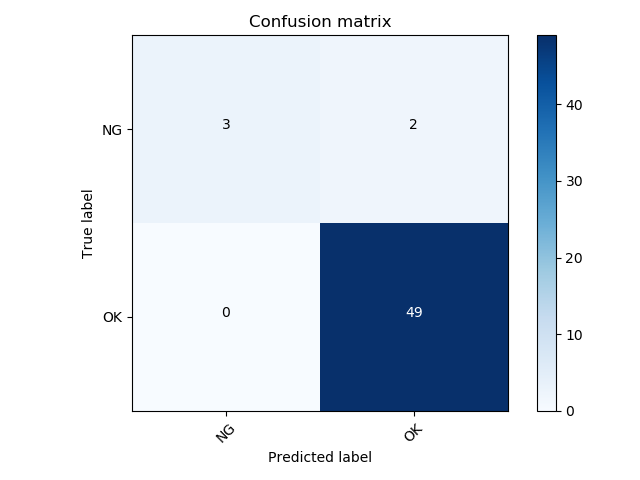 Confusion matrix
True label
NG
3
2
OK
0
49
NG
OK
Predicted label
40
30
20
10
0